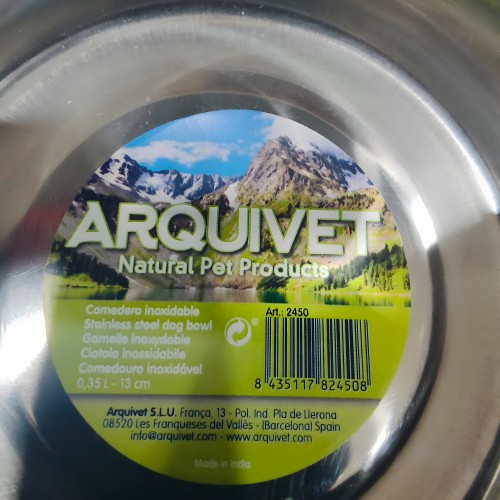 ARQUIVET
Natural Pet Products
Comedero inoxidable
Stainless steel dog bowl
Gamelle inoxydable
Ciotola inossidabile
Comedouro inoxidável
0,35 L - 13 cm
Art.: 2450
8 435117 824508
Arquivet S.L.U. França, 13 - Pol. Ind. Pla de Llerona
08520 Les Franqueses del Vallès - (Barcelona) Spain
info@arquivet.com - www.arquivet.com
Made in India